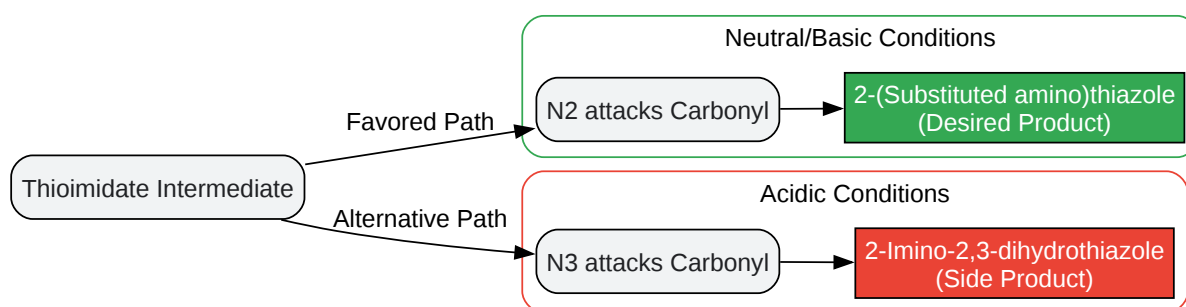 Neutral/Basic Conditions
N2 attacks Carbonyl
2-(Substituted amino)thiazole
(Desired Product)
Favored Path
Thioimidate Intermediate
Alternative Path
Acidic Conditions
N3 attacks Carbonyl
2-Imino-2,3-dihydrothiazole
(Side Product)